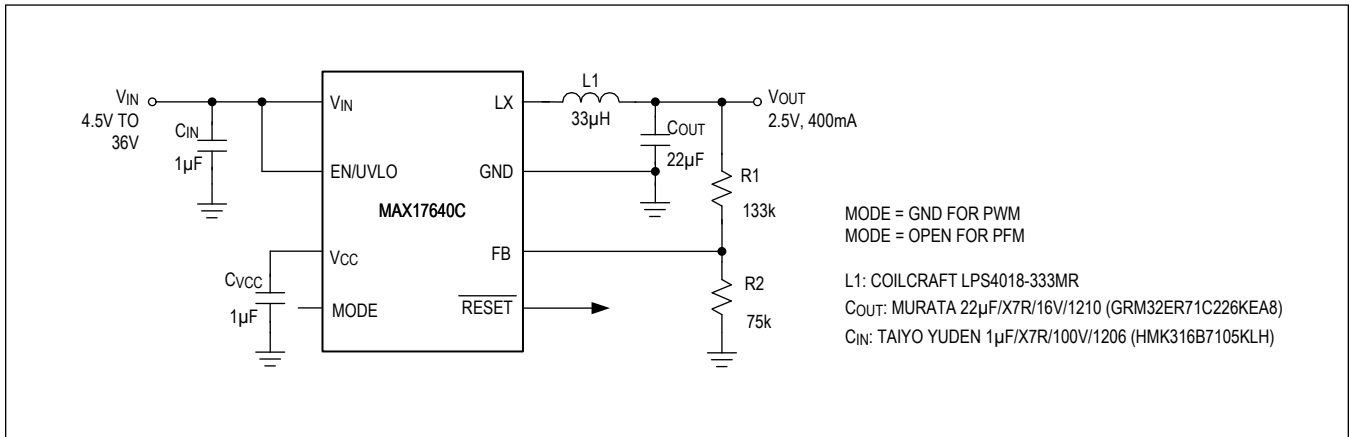 VIN
4.5V TO
36V
CIN
1µF
VIN
EN/UVLO
VCC
MODE
CVCC
1µF
MAX17640C
LX
GND
FB
RESET
L1
33µH
COUT
22µF
VOUT
2.5V, 400mA
R1
133k
R2
75k
MODE = GND FOR PWM
MODE = OPEN FOR PFM
L1: COILCRAFT LPS4018-333MR
COUT: MURATA 22µF/X7R/16V/1210 (GRM32ER71C226KEA8)
CIN: TAIYO YUDEN 1µF/X7R/100V/1206 (HMK316B7105KLH)